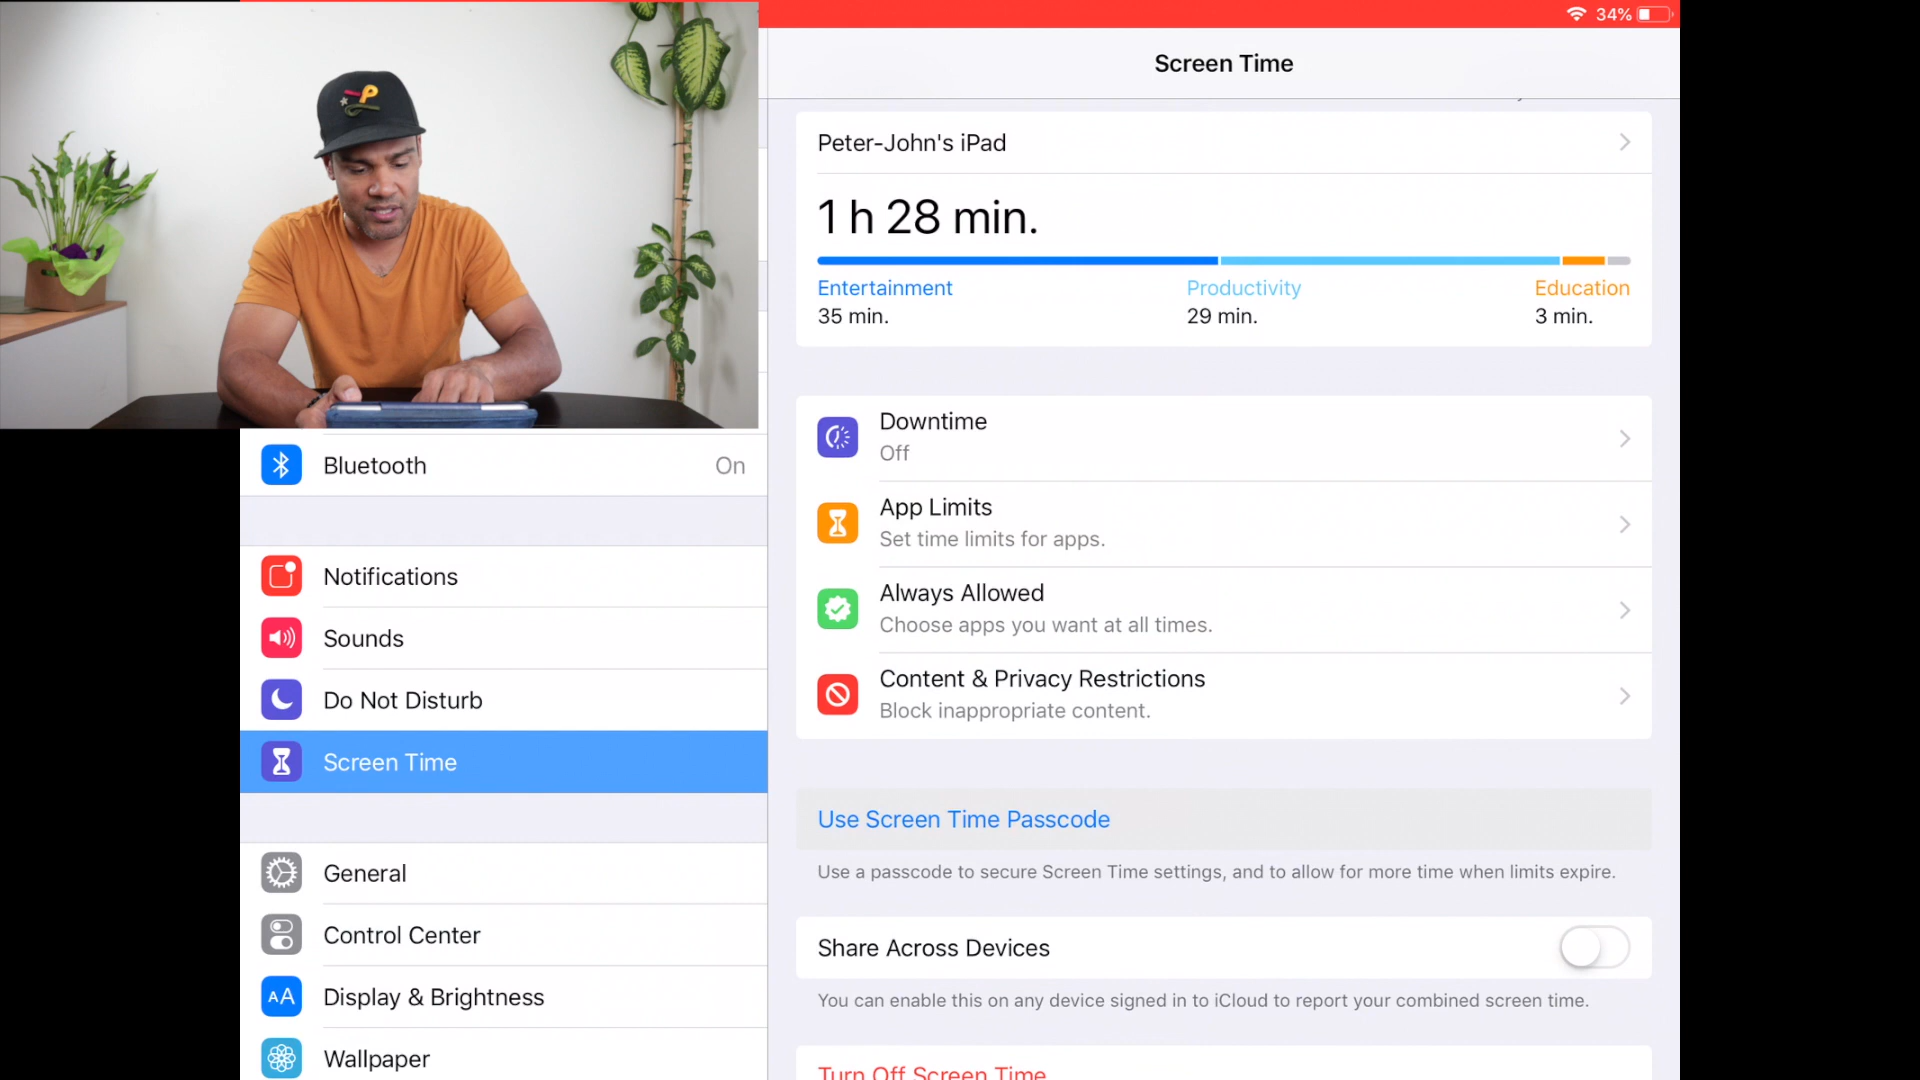 34%
Screen Time
Peter-John's iPad
1 h 28 min.
Entertainment Productivity Education
35 min. 29 min. 3 min.
Downtime
Off
App Limits
Set time limits for apps.
Always Allowed
Choose apps you want at all times.
Content & Privacy Restrictions
Block inappropriate content.
Use Screen Time Passcode
Use a passcode to secure Screen Time settings, and to allow for more time when limits expire.
Share Across Devices
You can enable this on any device signed in to iCloud to report your combined screen time.
Turn Off Screen Time
P
Bluetooth On
Notifications
Sounds
Do Not Disturb
Screen Time
General
Control Center
AA Display & Brightness
Wallpaper